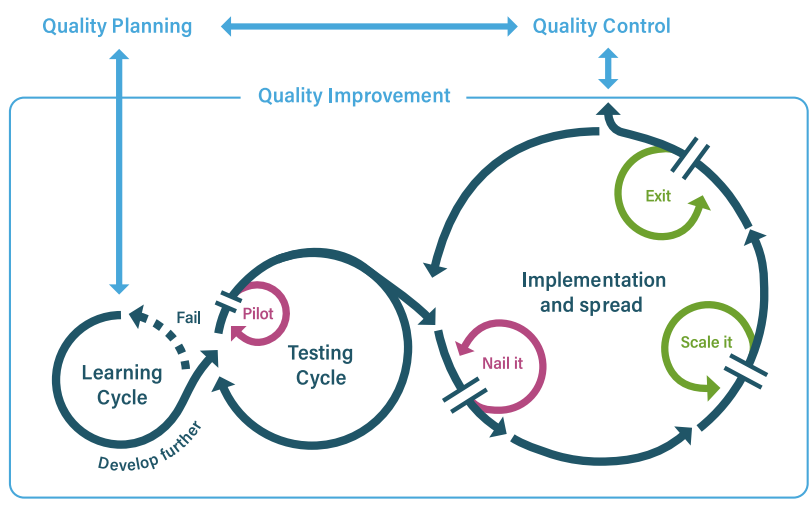 Quality Planning
Quality Control
Quality Improvement
Exit
Implementation
and spread
Fail
Pilot
Scale it
Testing
Cycle
Nail it
Learning
Cycle
Develop further